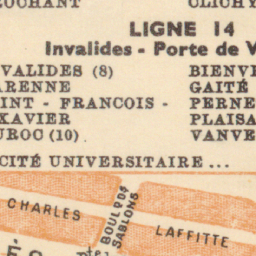 LIGNE 14
Invalides - Porte de V
VALIDES (8) BIENV
ARENNE GAITÉ
INT - FRANCOIS - PERNE
XAVIER PLAISA
UROC (10) . VANVE
CITÉ UNIVERSITAIRE ...
CHARLES
LAFFITTE
BOULD DES
SABLONS